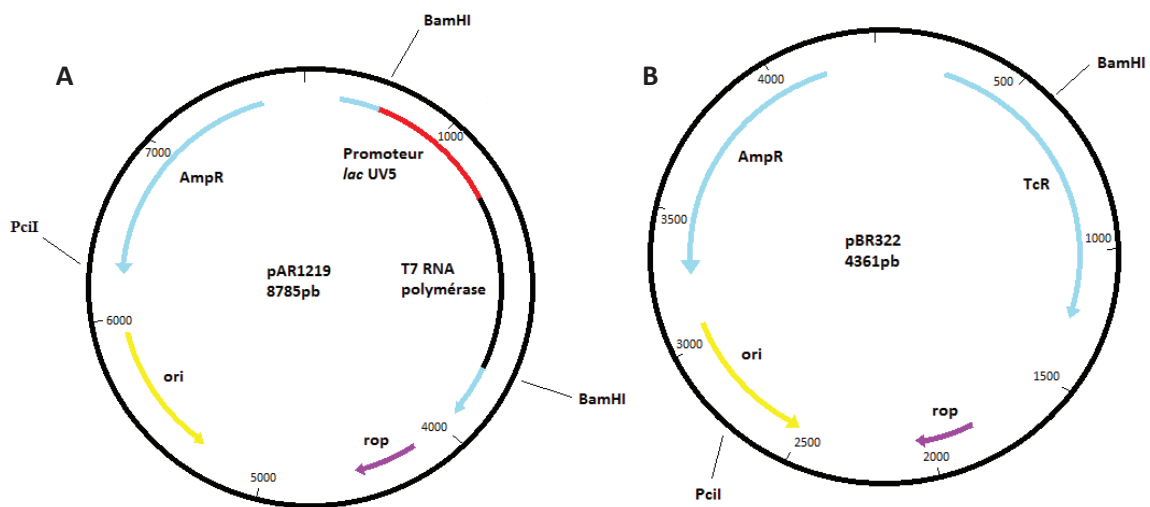 A
BamHI
1000
7000
Promoteur
lac UV5
AmpR
PciI
pAR1219
8785pb
T7 RNA
polymérase
6000
ori
BamHI
4000
rop
5000
B
BamHI
4000
500
AmpR
TcR
3500
1000
pBR322
4361pb
3000
ori
1500
rop
2500
2000
PciI